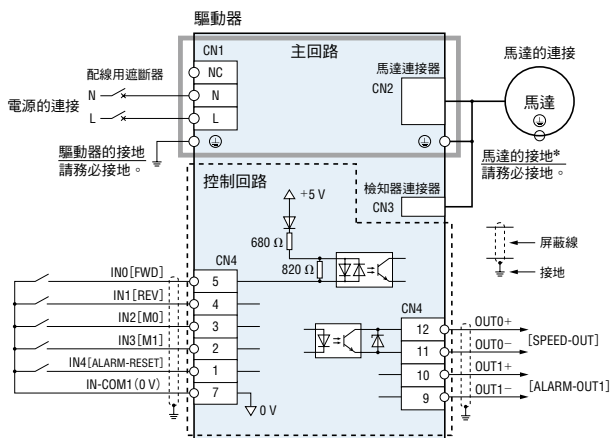 驅動器
主回路
CN1
NC
N
L
配線用遮斷器
電源的連接
N
L
驅動器的接地
請務必接地。
馬達連接器
CN2
馬達的連接
馬達
馬達的接地*
請務必接地。
檢知器連接器
CN3
控制回路
+5 V
680 Ω
820 Ω
屏蔽線
接地
CN4
IN0[FWD]
5
IN1[REV]
4
IN2[M0]
3
IN3[M1]
2
IN4[ALARM-RESET]
1
IN-COM1(0 V)
7
0 V
CN4
12
OUT0+
11
OUT0−
[SPEED-OUT]
10
OUT1+
9
OUT1−
[ALARM-OUT1]